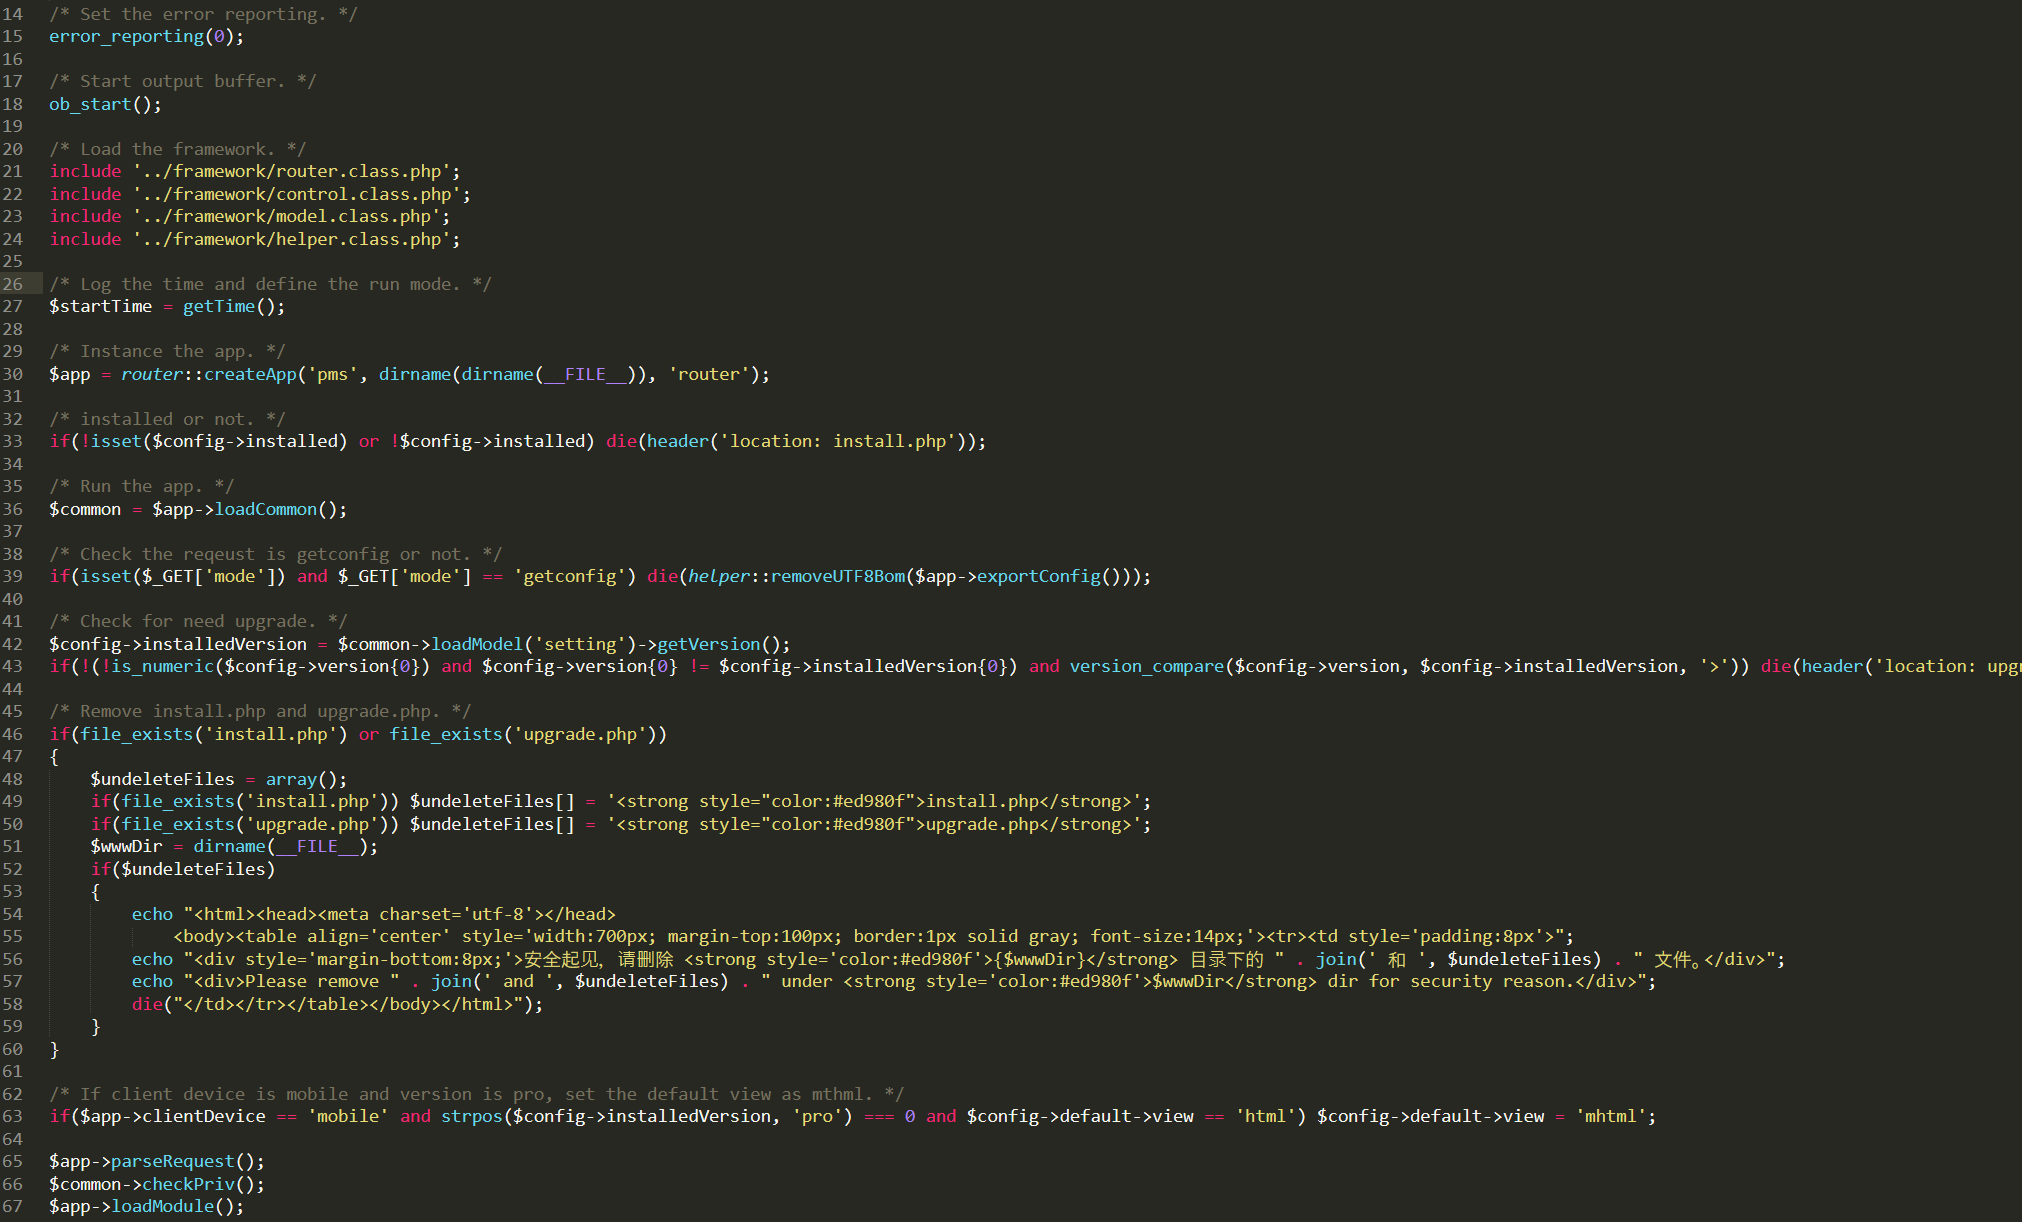 14 /* Set the error reporting. */
15 error_reporting(0);
16
17 /* Start output buffer. */
18 ob_start();
19
20 /* Load the framework. */
21 include '../framework/router.class.php';
22 include '../framework/control.class.php';
23 include '../framework/model.class.php';
24 include '../framework/helper.class.php';
25
26 /* Log the time and define the run mode. */
27 $startTime = getTime();
28
29 /* Instance the app. */
30 $app = router::createApp('pms', dirname(dirname(__FILE__)), 'router');
31
32 /* installed or not. */
33 if(!isset($config->installed) or !$config->installed) die(header('location: install.php'));
34
35 /* Run the app. */
36 $common = $app->loadCommon();
37
38 /* Check the reqeust is getconfig or not. */
39 if(isset($_GET['mode']) and $_GET['mode'] == 'getconfig') die(helper::removeUTF8Bom($app->exportConfig()));
40
41 /* Check for need upgrade. */
42 $config->installedVersion = $common->loadModel('setting')->getVersion();
43 if(!(!is_numeric($config->version{0}) and $config->version{0} != $config->installedVersion{0}) and version_compare($config->version, $config->installedVersion, '>')) die(header('location: upg
44
45 /* Remove install.php and upgrade.php. */
46 if(file_exists('install.php') or file_exists('upgrade.php'))
47 {
48     $undeleteFiles = array();
49     if(file_exists('install.php')) $undeleteFiles[] = '<strong style="color:#ed980f">install.php</strong>';
50     if(file_exists('upgrade.php')) $undeleteFiles[] = '<strong style="color:#ed980f">upgrade.php</strong>';
51     $wwwDir = dirname(__FILE__);
52     if($undeleteFiles)
53     {
54         echo "<html><head><meta charset='utf-8'></head>
55             <body><table align='center' style='width:700px; margin-top:100px; border:1px solid gray; font-size:14px;'><tr><td style='padding:8px'>";
56         echo "<div style='margin-bottom:8px;'>安全起见，请删除 <strong style='color:#ed980f'>{$wwwDir}</strong> 目录下的 " . join(' 和 ', $undeleteFiles) . " 文件。</div>";
57         echo "<div>Please remove " . join(' and ', $undeleteFiles) . " under <strong style='color:#ed980f'>$wwwDir</strong> dir for security reason.</div>";
58         die("</td></tr></table></body></html>");
59     }
60 }
61
62 /* If client device is mobile and version is pro, set the default view as mthml. */
63 if($app->clientDevice == 'mobile' and strpos($config->installedVersion, 'pro') === 0 and $config->default->view == 'html') $config->default->view = 'mhtml';
64
65 $app->parseRequest();
66 $common->checkPriv();
67 $app->loadModule();